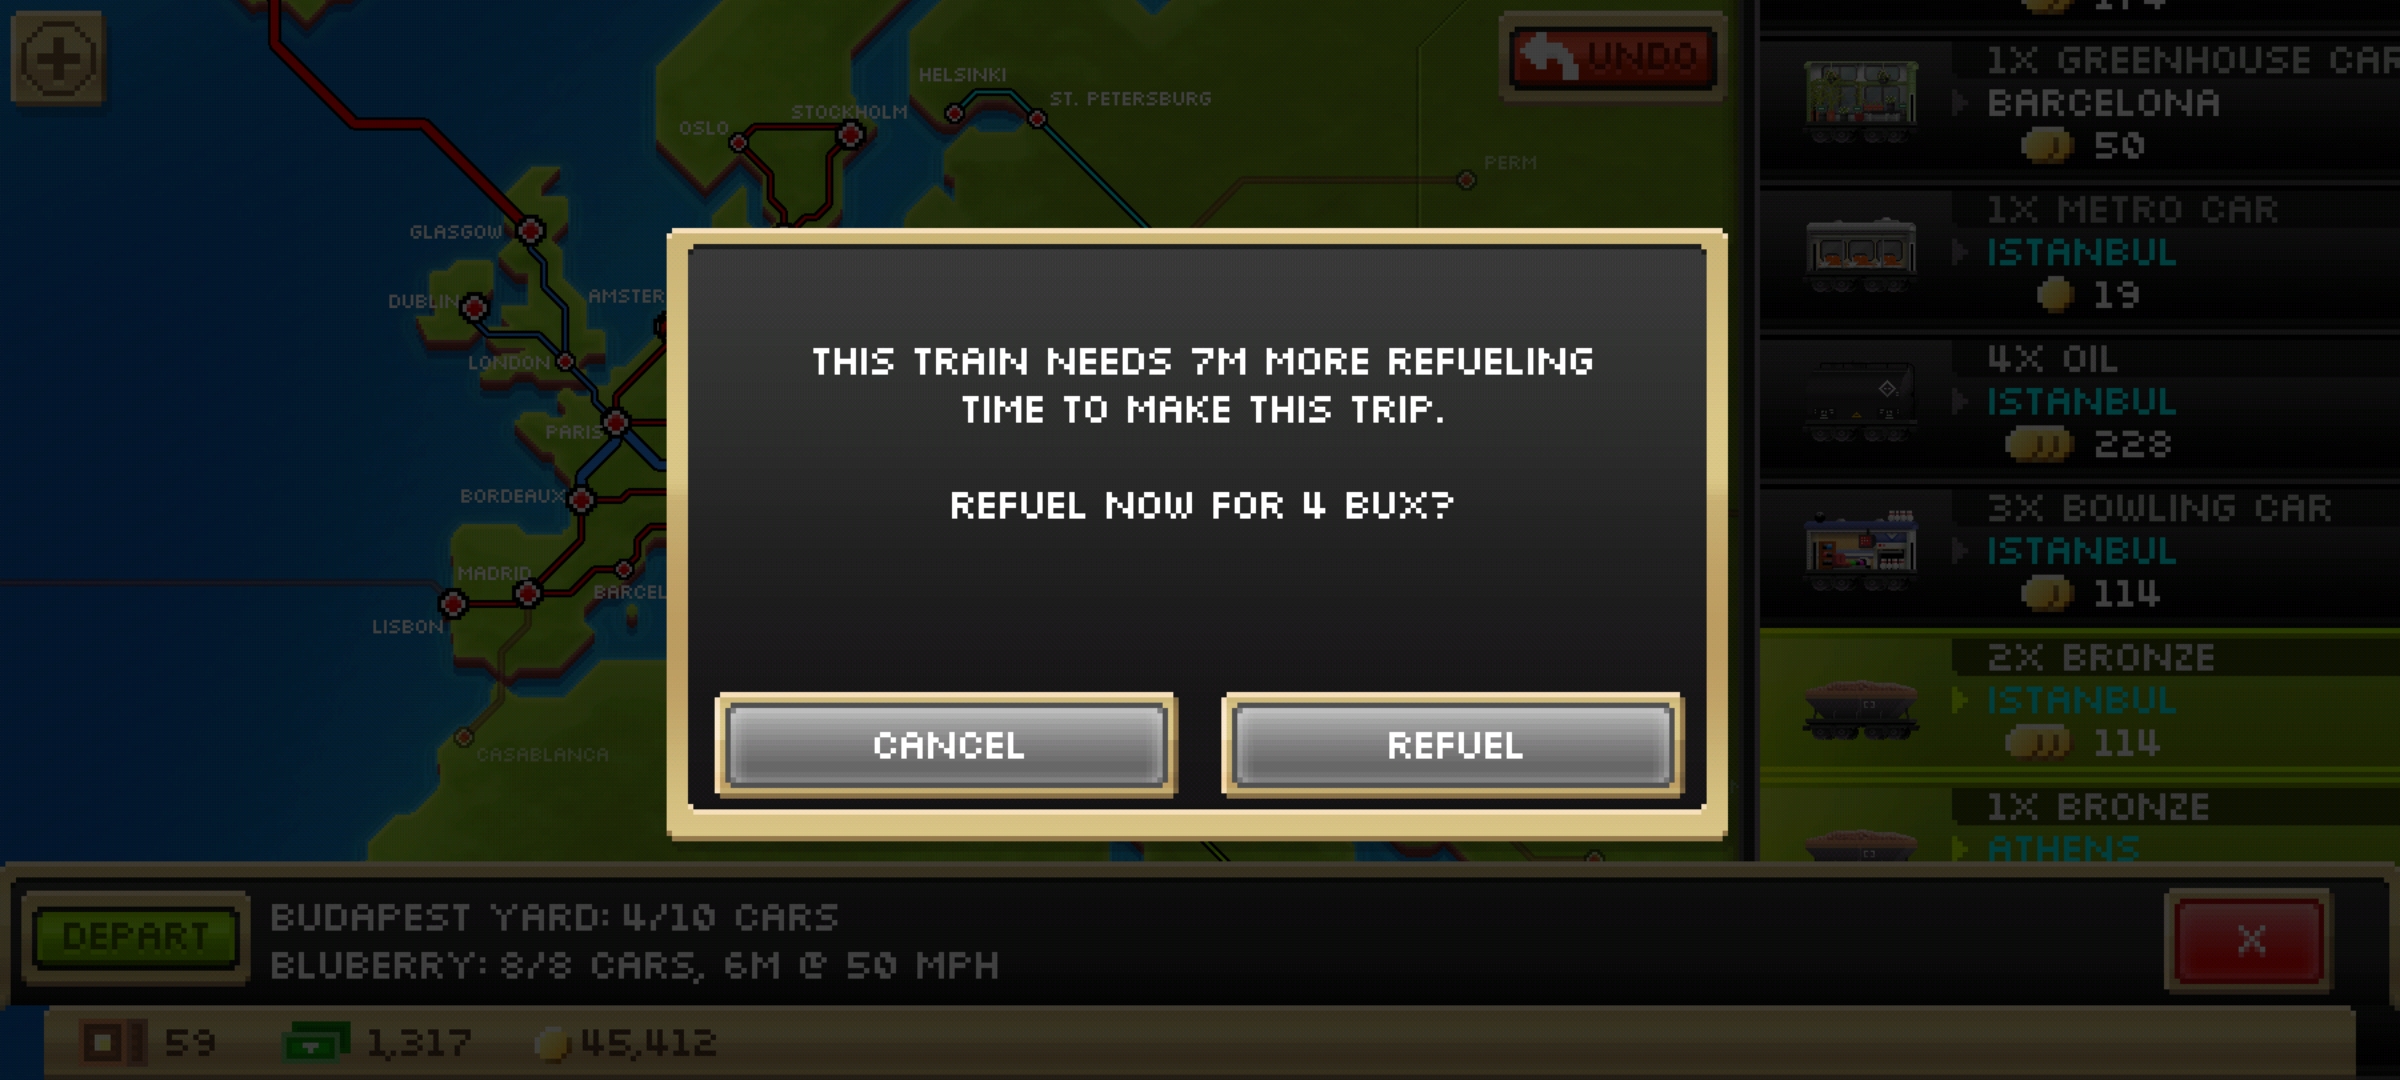 174
UNDO
1X GREENHOUSE CAR
BARCELONA
50
1X METRO CAR
ISTANBUL
19
4X OIL
ISTANBUL
228
3X BOWLING CAR
ISTANBUL
114
2X BRONZE
ISTANBUL
114
1X BRONZE
ATHENS
HELSINKI
ST. PETERSBURG
STOCKHOLM
OSLO
PERM
GLASGOW
DUBLIN
AMSTER
LONDON
PARIS
BORDEAUX
MADRID
BARCEL
LISBON
CASABLANCA
THIS TRAIN NEEDS 7M MORE REFUELING
TIME TO MAKE THIS TRIP.
REFUEL NOW FOR 4 BUX?
CANCEL
REFUEL
DEPART
BUDAPEST YARD: 4/10 CARS
BLUBERRY: 8/8 CARS, 6M @ 50 MPH
X
59
1,317
45,412